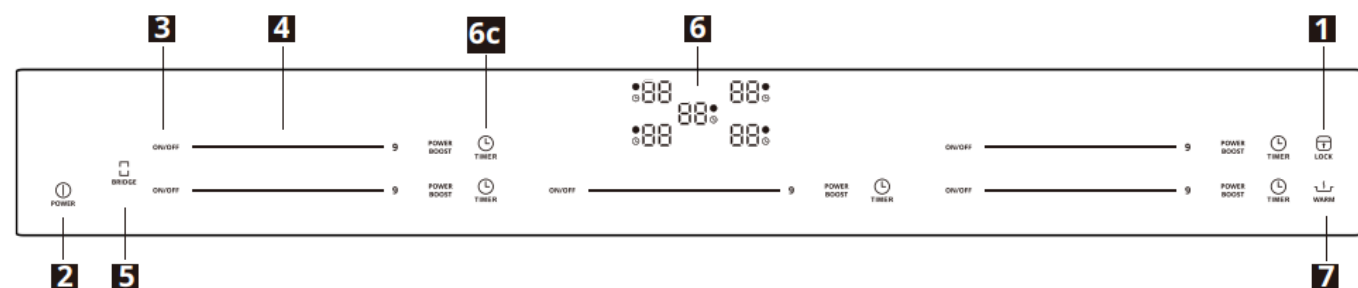 3 4 6c 6 1
88 88
88
88 88
ON/OFF 9 POWER BOOST TIMER ON/OFF 9 POWER BOOST TIMER LOCK
BRIDGE
POWER ON/OFF 9 POWER BOOST TIMER ON/OFF 9 POWER BOOST TIMER ON/OFF 9 POWER BOOST TIMER WARM
2 5 7